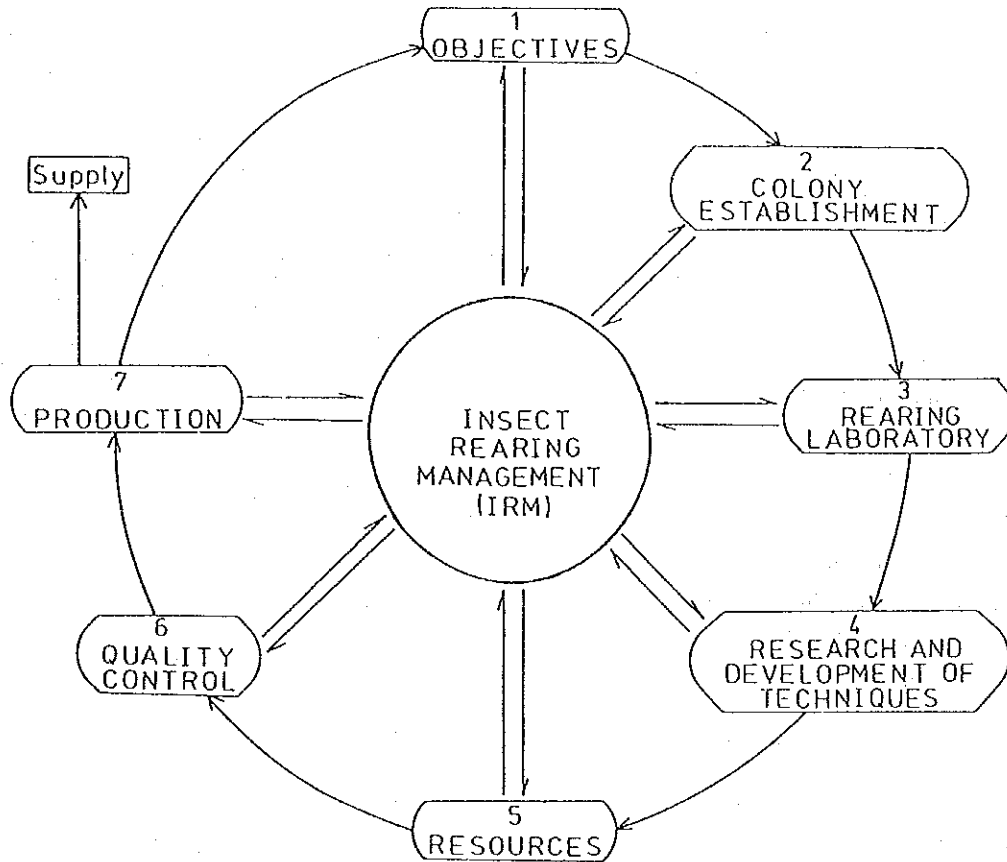 1
OBJECTIVES
2
COLONY
ESTABLISHMENT
3
REARING
LABORATORY
4
RESEARCH AND
DEVELOPMENT OF
TECHNIQUES
5
RESOURCES
6
QUALITY
CONTROL
7
PRODUCTION
Supply
INSECT
REARING
MANAGEMENT
(IRM)